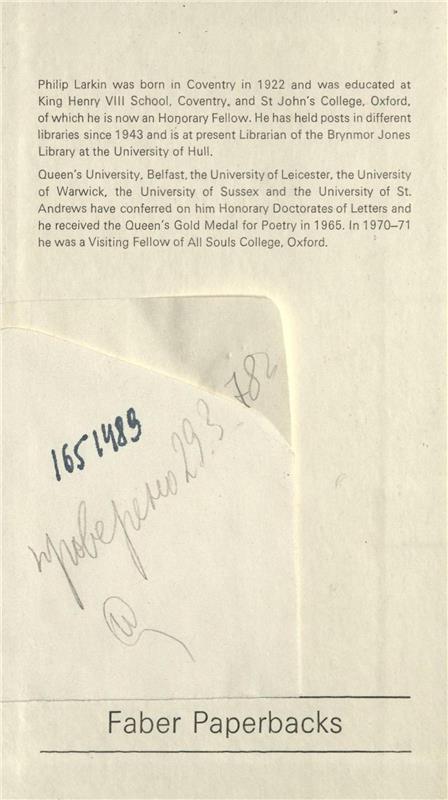 Philip Larkin was born in Coventry in 1922 and was educated at
King Henry VIII School, Coventry, and St John's College, Oxford,
of which he is now an Honorary Fellow. He has held posts in different
libraries since 1943 and is at present Librarian of the Brynmor Jones
Library at the University of Hull.
Queen's University, Belfast, the University of Leicester, the University
of Warwick, the University of Sussex and the University of St.
Andrews have conferred on him Honorary Doctorates of Letters and
he received the Queen's Gold Medal for Poetry in 1965. In 1970–71
he was a Visiting Fellow of All Souls College, Oxford.
1651489
проверено 29.3
Faber Paperbacks